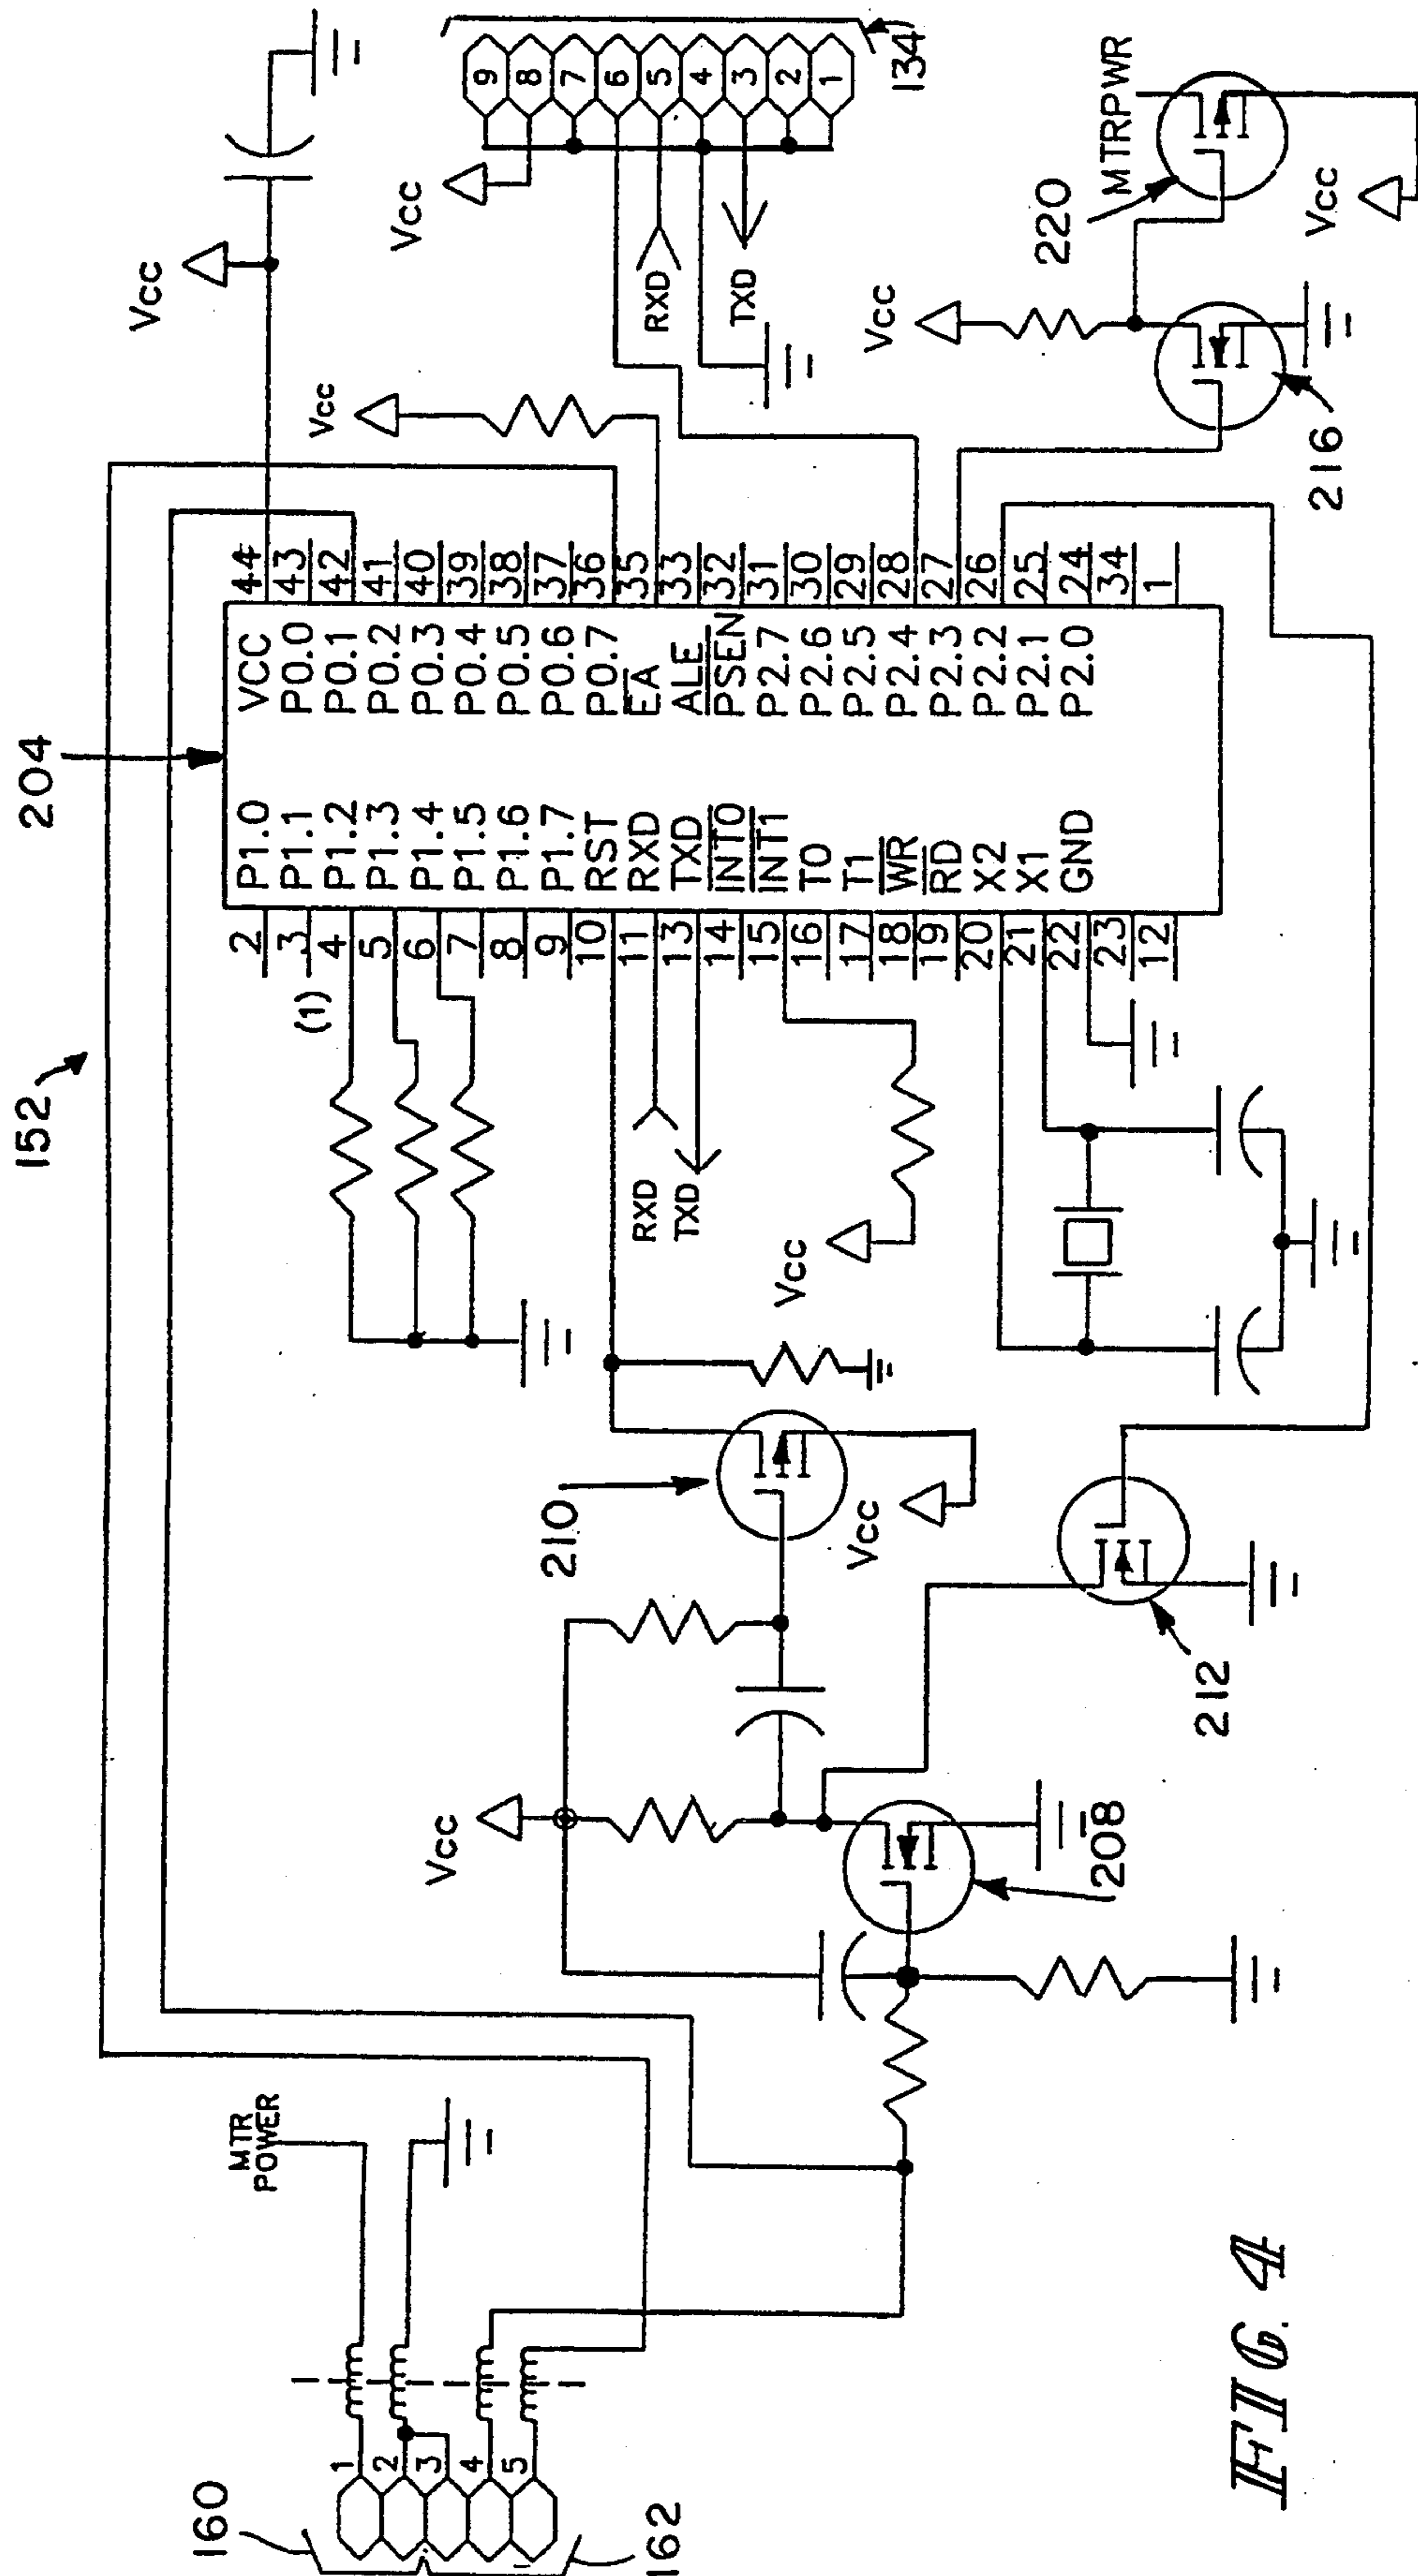 152
204
Vcc
Vcc
Vcc
9
8
7
6
5
4
3
2
1
134
RXD
TXD
MTR
POWER
160
162
1
2
3
4
5
(1)
2 P1.0 VCC 44
3 P1.1 P0.0 43
4 P1.2 P0.1 42
5 P1.3 P0.2 41
6 P1.4 P0.3 40
7 P1.5 P0.4 39
8 P1.6 P0.5 38
9 P1.7 P0.6 37
10 RST P0.7 36
11 RXD EA 35
13 TXD ALE 33
14 INT0 PSEN 32
15 INT1 P2.7 31
16 T0 P2.6 30
17 T1 P2.5 29
18 WR P2.4 28
19 RD P2.3 27
20 X2 P2.2 26
21 X1 P2.1 25
22 GND P2.0 24
23 34
12 1
RXD
TXD
Vcc
Vcc
210
Vcc
208
212
Vcc
220
MTRPWR
Vcc
216
FIG. 4